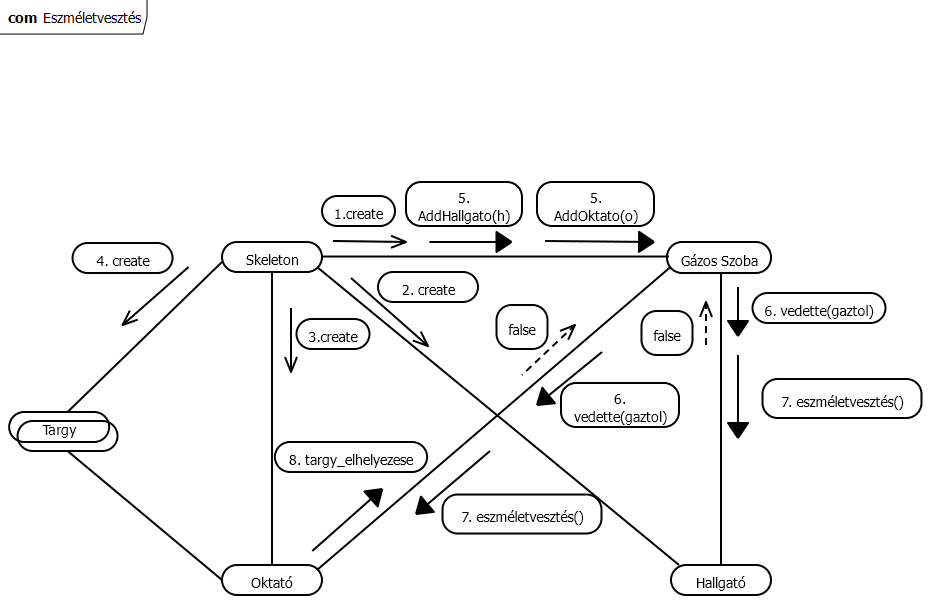 com Eszméletvesztés
5.
AddHallgato(h)
5.
AddOktato(o)
1.create
4. create
Skeleton
Gázos Szoba
2. create
6. vedette(gaztol)
false
false
3.create
6.
vedette(gaztol)
7. eszméletvesztés()
Targy
8. targy_elhelyezese
7. eszméletvesztés()
Oktató
Hallgató